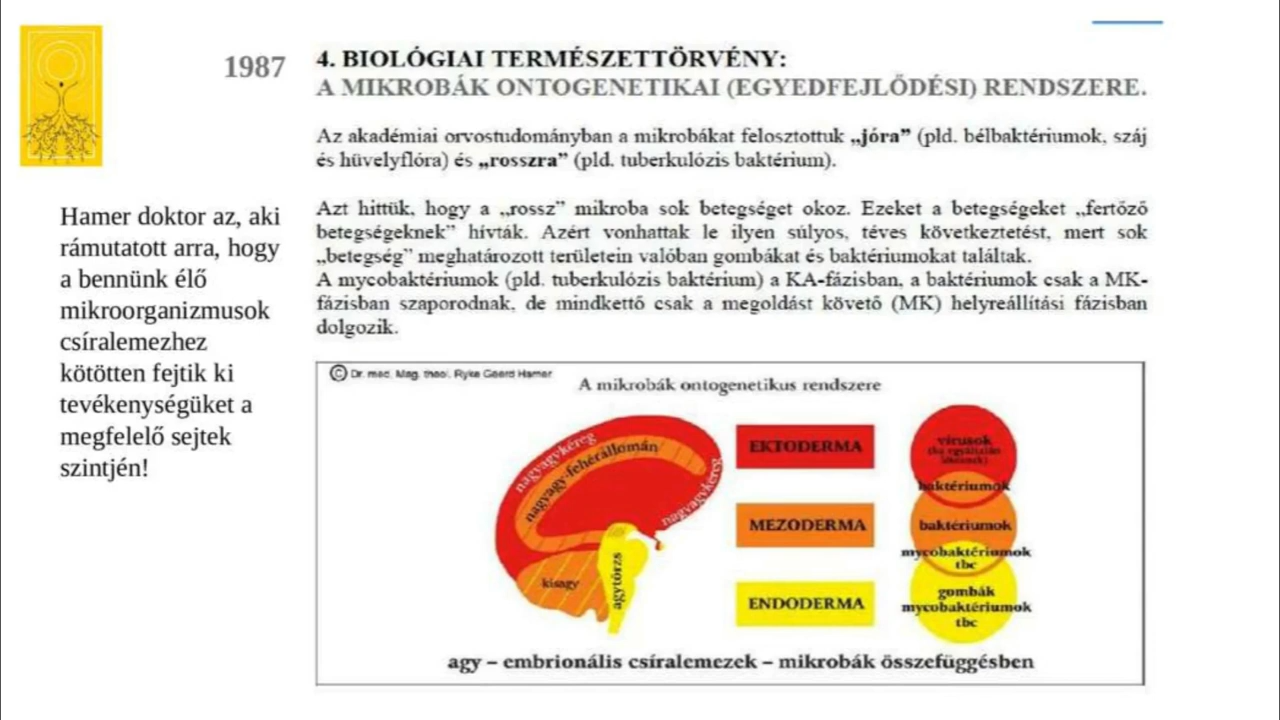 1987
4. BIOLÓGIAI TERMÉSZETTÖRVÉNY:
A MIKROBÁK ONTOGENETIKAI (EGYEDFEJLŐDÉSI) RENDSZERE.
Az akadémiai orvostudományban a mikrobákat felosztottuk „jóra” (pld. bélbaktériumok, száj
és hüvelyflóra) és „rosszra” (pld. tuberkulózis baktérium).
Hamer doktor az, aki
rámutatott arra, hogy
a bennünk élő
mikroorganizmusok
csíralemezhez
kötötten fejtik ki
tevékenységüket a
megfelelő sejtek
szintjén!
Azt hittük, hogy a „rossz” mikroba sok betegséget okoz. Ezeket a betegségeket „fertőző
betegségeknek” hívták. Azért vonhattak le ilyen súlyos, téves következtetést, mert sok
„betegség” meghatározott területein valóban gombákat és baktériumokat találtak.
A mycobaktériumok (pld. tuberkulózis baktérium) a KA-fázisban, a baktériumok csak a MK-
fázisban szaporodnak, de mindkettő csak a megoldást követő (MK) helyreállítási fázisban
dolgozik.
© Dr. med. Mag. theol. Ryke Geerd Hamer
A mikrobák ontogenetikus rendszere
nagyagykéreg
nagyagy-fehérállomány
nagyagykéreg
kisagy
agytörzs
EKTODERMA
MEZODERMA
ENDODERMA
vírusok
(ha egyáltalán
léteznek)
baktériumok
baktériumok
mycobaktériumok
tbc
gombák
mycobaktériumok
tbc
agy – embrionális csíralemezek – mikrobák összefüggésben